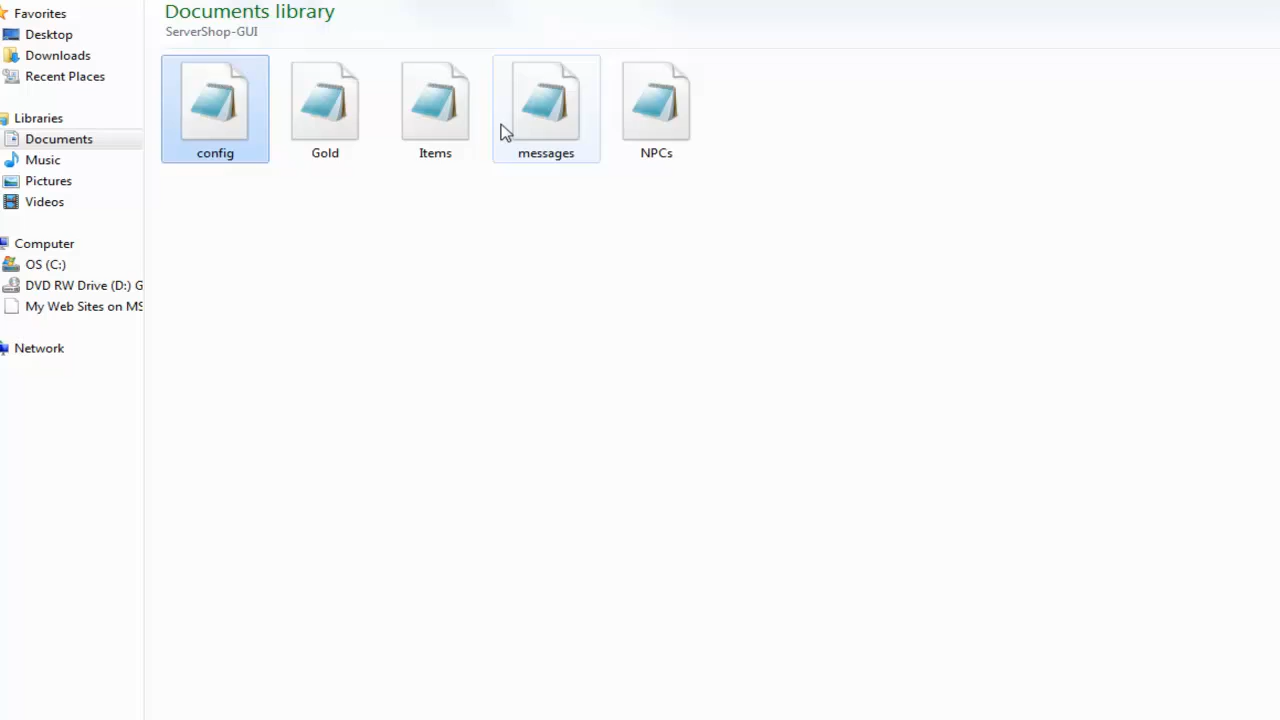 Favorites
Desktop
Downloads
Recent Places
Libraries
Documents
Music
Pictures
Videos
Computer
OS (C:)
DVD RW Drive (D:) G
My Web Sites on MS
Network
Documents library
ServerShop-GUI
config
Gold
Items
messages
NPCs